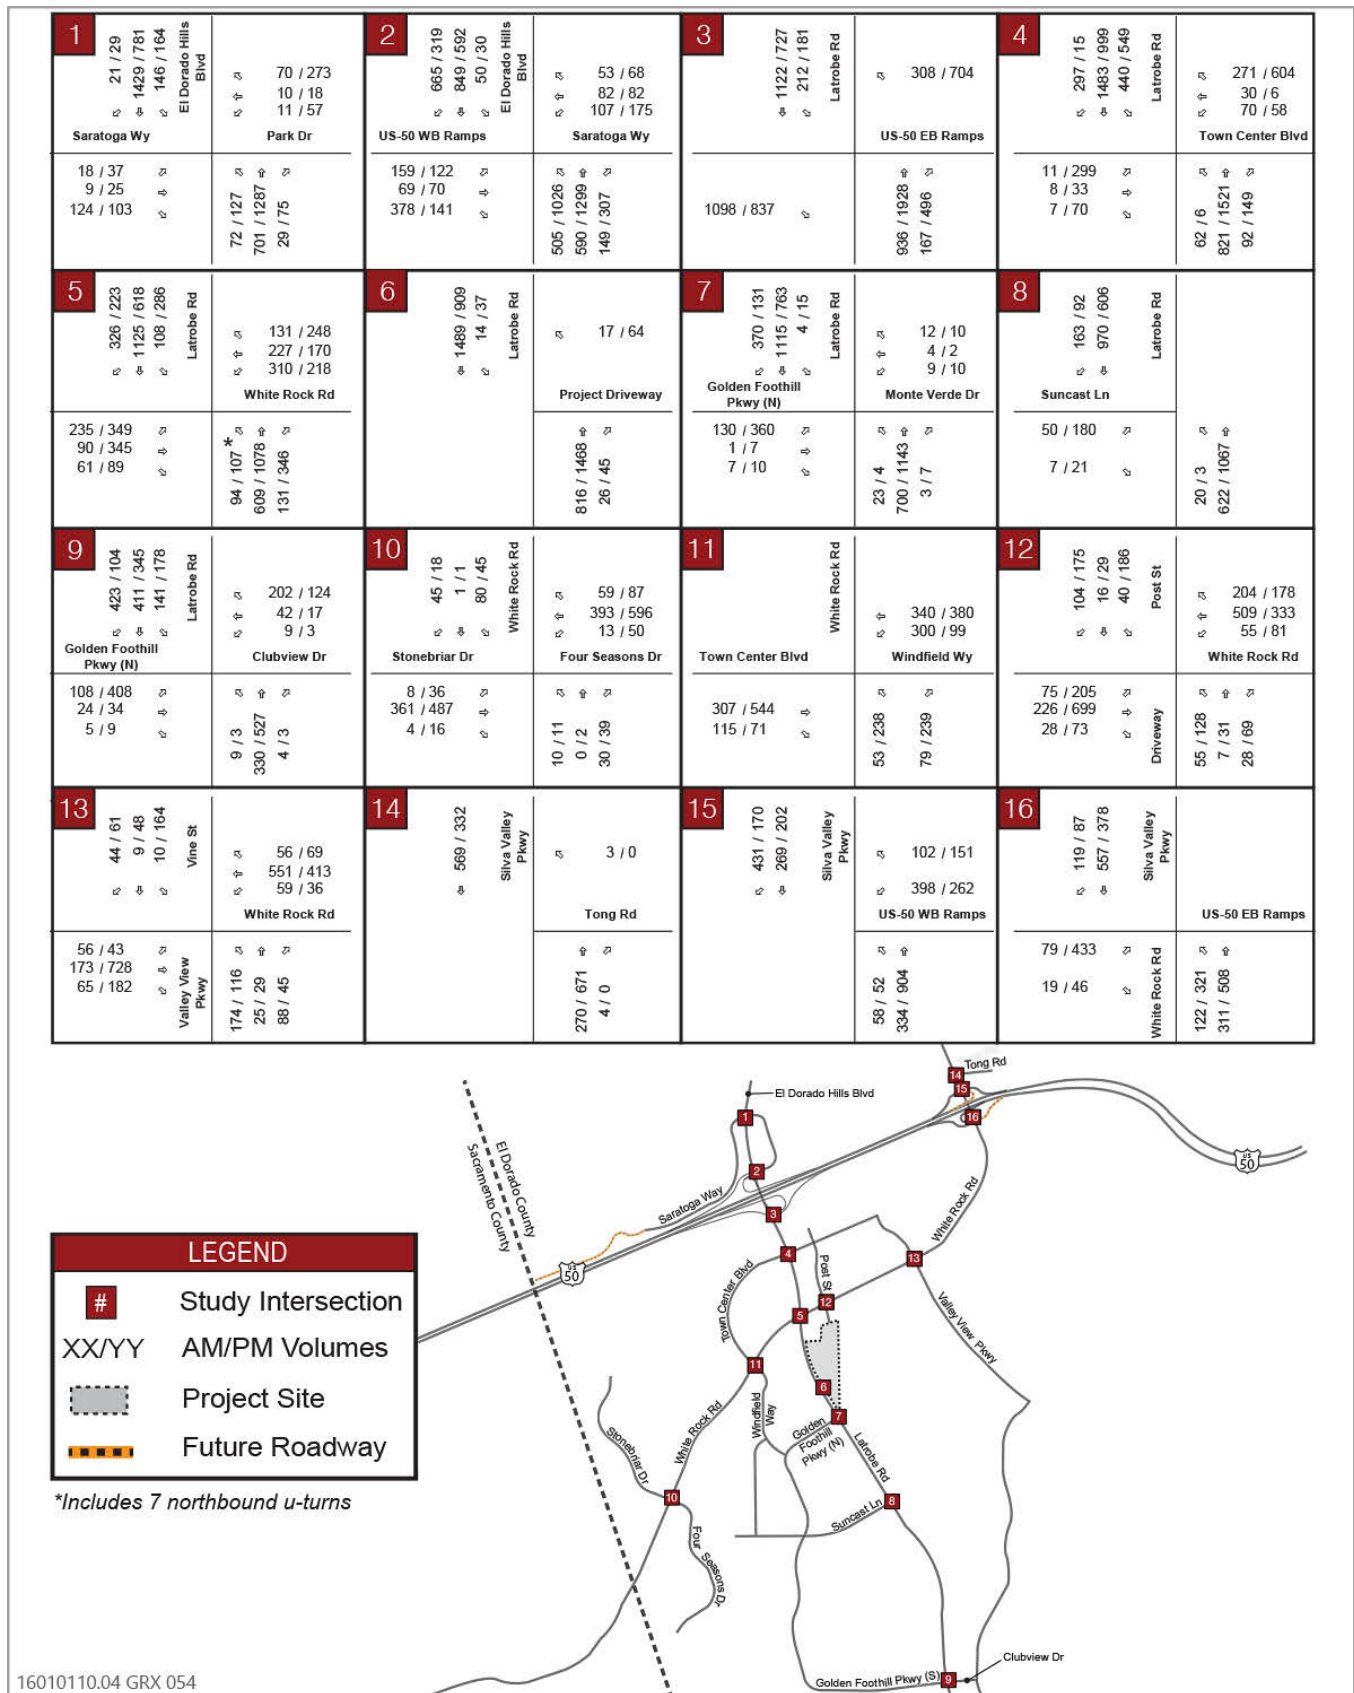 1
21 / 29
1429 / 781
146 / 164
El Dorado Hills
Blvd
70 / 273
10 / 18
11 / 57
Saratoga Wy
Park Dr
18 / 37
9 / 25
124 / 103
72 / 127
701 / 1287
29 / 75
2
665 / 319
849 / 592
50 / 30
El Dorado Hills
Blvd
53 / 68
82 / 82
107 / 175
US-50 WB Ramps
Saratoga Wy
159 / 122
69 / 70
378 / 141
505 / 1026
590 / 1299
149 / 307
3
1122 / 727
212 / 181
Latrobe Rd
308 / 704
US-50 EB Ramps
1098 / 837
936 / 1928
167 / 496
4
297 / 15
1483 / 999
440 / 549
Latrobe Rd
271 / 604
30 / 6
70 / 58
Town Center Blvd
11 / 299
8 / 33
7 / 70
62 / 6
821 / 1521
92 / 149
5
326 / 223
1125 / 618
108 / 286
Latrobe Rd
131 / 248
227 / 170
310 / 218
White Rock Rd
235 / 349
90 / 345
61 / 89
94 / 107 *
609 / 1078
131 / 346
6
1489 / 909
14 / 37
Latrobe Rd
17 / 64
Project Driveway
816 / 1468
26 / 45
7
370 / 131
1115 / 763
4 / 15
Latrobe Rd
12 / 10
4 / 2
9 / 10
Golden Foothill
Pkwy (N)
Monte Verde Dr
130 / 360
1 / 7
7 / 10
23 / 4
700 / 1143
3 / 7
8
163 / 92
970 / 606
Latrobe Rd
Suncast Ln
50 / 180
7 / 21
20 / 3
622 / 1067
9
423 / 104
411 / 345
141 / 178
Latrobe Rd
202 / 124
42 / 17
9 / 3
Golden Foothill
Pkwy (N)
Clubview Dr
108 / 408
24 / 34
5 / 9
9 / 3
330 / 527
4 / 3
10
45 / 18
1 / 1
80 / 45
White Rock Rd
59 / 87
393 / 596
13 / 50
Stonebriar Dr
Four Seasons Dr
8 / 36
361 / 487
4 / 16
10 / 11
0 / 2
30 / 39
11
White Rock Rd
340 / 380
300 / 99
Town Center Blvd
Windfield Wy
307 / 544
115 / 71
53 / 238
79 / 239
12
104 / 175
16 / 29
40 / 186
Post St
204 / 178
509 / 333
55 / 81
White Rock Rd
75 / 205
226 / 699
28 / 73
Driveway
55 / 128
7 / 31
28 / 69
13
44 / 61
9 / 48
10 / 164
Vine St
56 / 69
551 / 413
59 / 36
White Rock Rd
56 / 43
173 / 728
65 / 182
Valley View
Pkwy
174 / 116
25 / 29
88 / 45
14
569 / 332
Silva Valley
Pkwy
3 / 0
Tong Rd
270 / 671
4 / 0
15
431 / 170
269 / 202
Silva Valley
Pkwy
102 / 151
398 / 262
US-50 WB Ramps
58 / 52
334 / 904
16
119 / 87
557 / 378
Silva Valley
Pkwy
US-50 EB Ramps
79 / 433
19 / 46
White Rock Rd
122 / 321
311 / 508
14
Tong Rd
15
El Dorado Hills Blvd
1
16
El Dorado County
Sacramento County
US
50
2
Saratoga Way
3
White Rock Rd
4
13
Post St
US
50
Town Center Blvd
12
5
Valley View Pkwy
11
6
7
Windfield
Way
Golden
Foothill
Pkwy (N)
White Rock Rd
Stonebriar Dr
Latrobe Rd
10
8
Suncast Ln
Four Seasons Dr
Clubview Dr
Golden Foothill Pkwy (S)
9
LEGEND
# Study Intersection
XX/YY AM/PM Volumes
Project Site
Future Roadway
*Includes 7 northbound u-turns
16010110.04 GRX 054